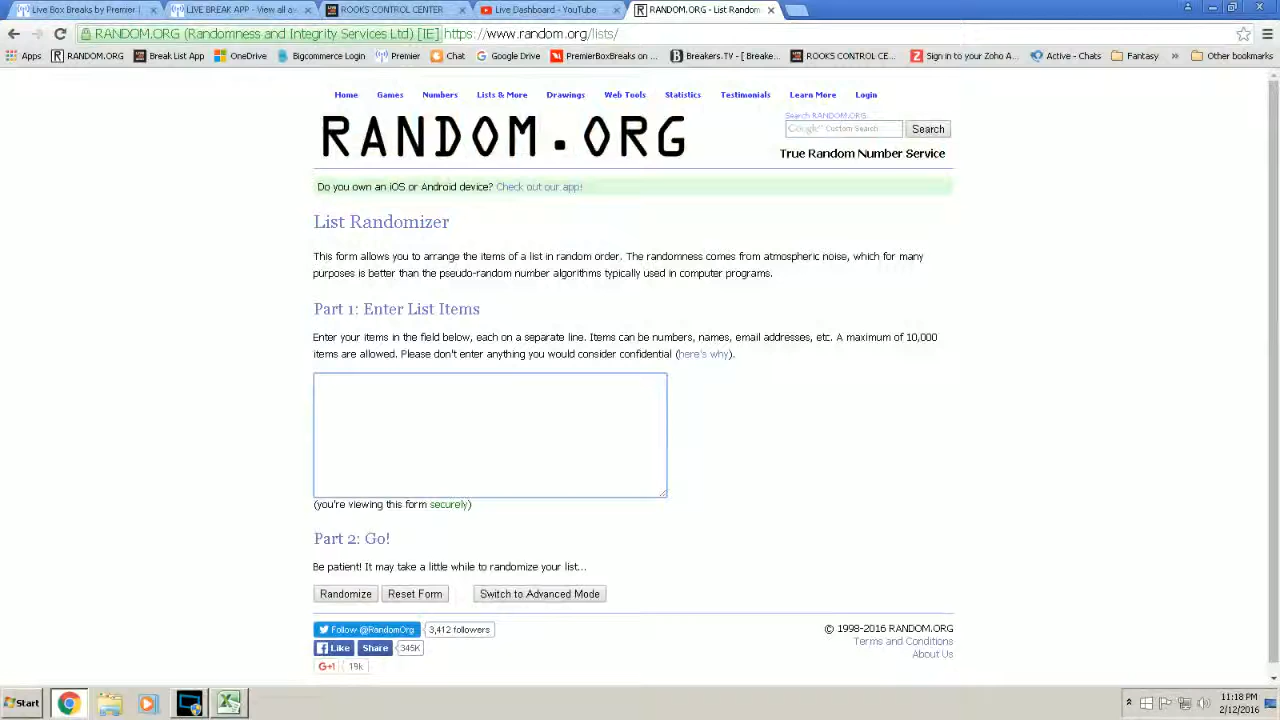 Live Box Breaks by Premier
LIVE BREAK APP - View all av
ROOKS CONTROL CENTER
Live Dashboard - YouTube
RANDOM.ORG - List Random
RANDOM.ORG (Randomness and Integrity Services Ltd) [IE] https://www.random.org/lists/
Apps RANDOM.ORG Break List App OneDrive Bigcommerce Login Premier Chat Google Drive PremierBoxBreaks on ... Breakers.TV - [ Breake... ROOKS CONTROL CE... Sign in to your Zoho A... Active - Chats Fantasy » Other bookmarks
Home Games Numbers Lists & More Drawings Web Tools Statistics Testimonials Learn More Login
RANDOM.ORG
Search RANDOM.ORG
Google™ Custom Search Search
True Random Number Service
Do you own an iOS or Android device? Check out our app!
List Randomizer
This form allows you to arrange the items of a list in random order. The randomness comes from atmospheric noise, which for many
purposes is better than the pseudo-random number algorithms typically used in computer programs.
Part 1: Enter List Items
Enter your items in the field below, each on a separate line. Items can be numbers, names, email addresses, etc. A maximum of 10,000
items are allowed. Please don't enter anything you would consider confidential (here's why).
(you're viewing this form securely)
Part 2: Go!
Be patient! It may take a little while to randomize your list...
Randomize Reset Form Switch to Advanced Mode
Follow @RandomOrg 3,412 followers
Like Share 345K
G+1 19k
© 1998-2016 RANDOM.ORG
Terms and Conditions
About Us
Start
11:18 PM
2/12/2016